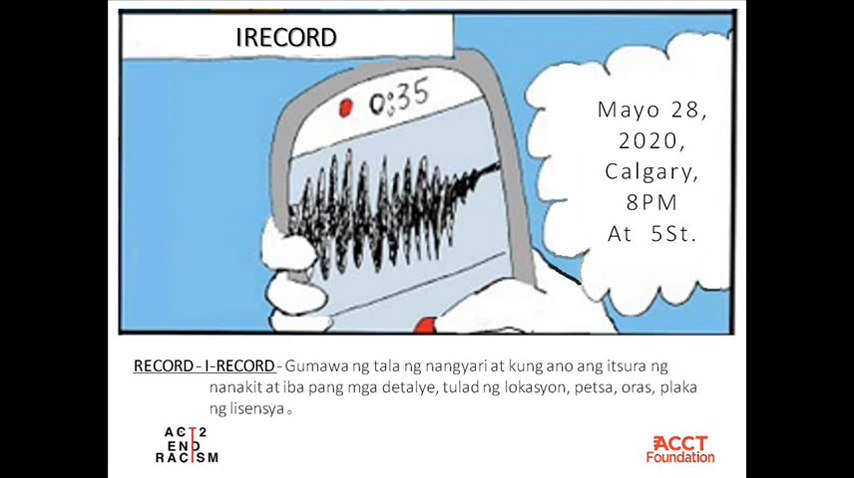 IRECORD
0:35
Mayo 28,
2020,
Calgary,
8PM
At 5St.
RECORD - I-RECORD - Gumawa ng tala ng nangyari at kung ano ang itsura ng
nanakit at iba pang mga detalye, tulad ng lokasyon, petsa, oras, plaka
ng lisensya。
ACT2
END
RACISM
ACCT
Foundation